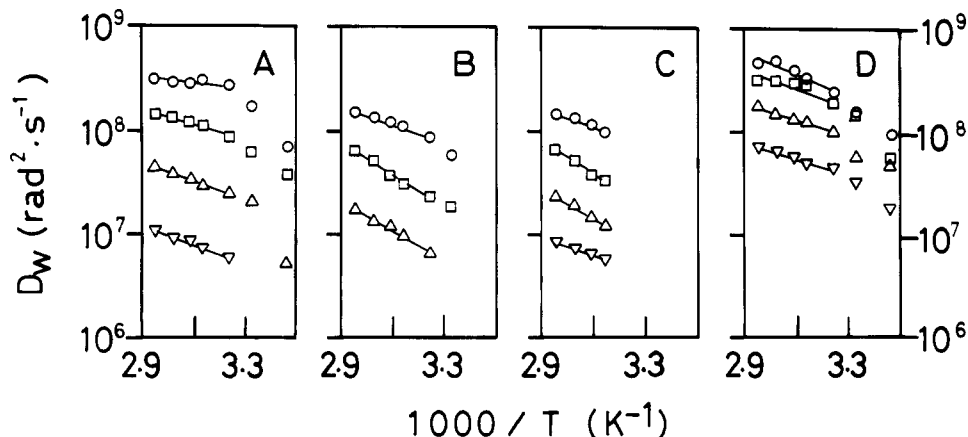 10⁹
10⁸
10⁷
10⁶
D_W (rad²·s⁻¹)
A
B
C
D
10⁹
10⁸
10⁷
10⁶
2.9 3.3
2.9 3.3
2.9 3.3
2.9 3.3
1000 / T (K⁻¹)